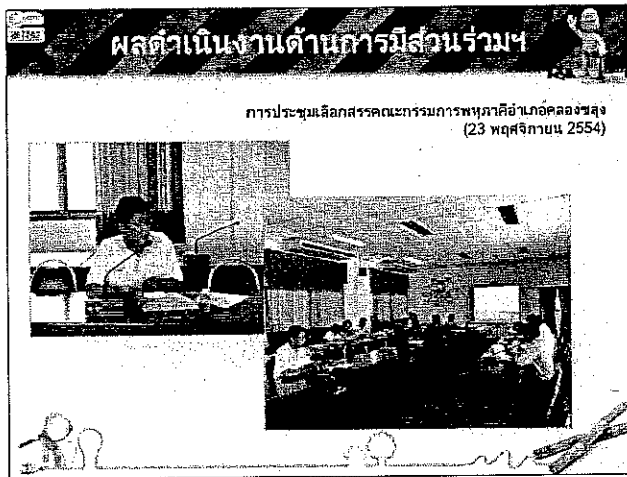 ผลดำเนินงานด้านการมีส่วนร่วมฯ
การประชุมเลือกสรรคณะกรรมการพหุภาคีอำเภอคลองขลุง
(23 พฤศจิกายน 2554)